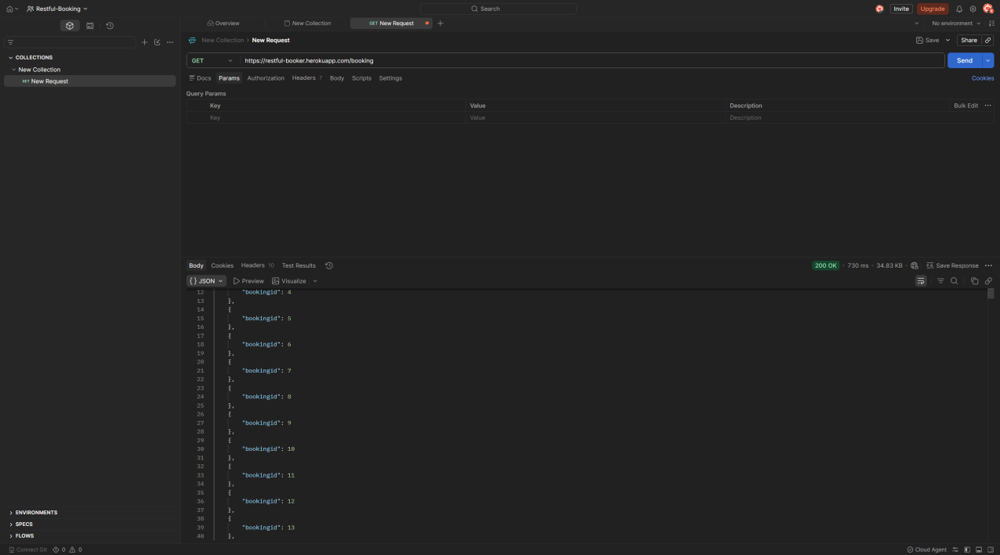 Restful-Booking
Search
Invite
Upgrade
Overview
New Collection
GET New Request
No environment
COLLECTIONS
New Collection
GET New Request
New Collection > New Request
Save
Share
GET
https://restful-booker.herokuapp.com/booking
Send
Docs Params Authorization Headers 7 Body Scripts Settings
Cookies
Query Params
Key Value Description Bulk Edit
Key Value Description
Body Cookies Headers 10 Test Results
200 OK • 730 ms • 34.83 KB
Save Response
{ } JSON Preview Visualize
12 "bookingid": 4
13 },
14 {
15 "bookingid": 5
16 },
17 {
18 "bookingid": 6
19 },
20 {
21 "bookingid": 7
22 },
23 {
24 "bookingid": 8
25 },
26 {
27 "bookingid": 9
28 },
29 {
30 "bookingid": 10
31 },
32 {
33 "bookingid": 11
34 },
35 {
36 "bookingid": 12
37 },
38 {
39 "bookingid": 13
40 },
ENVIRONMENTS
SPECS
FLOWS
Connect Git 0 0
Cloud Agent